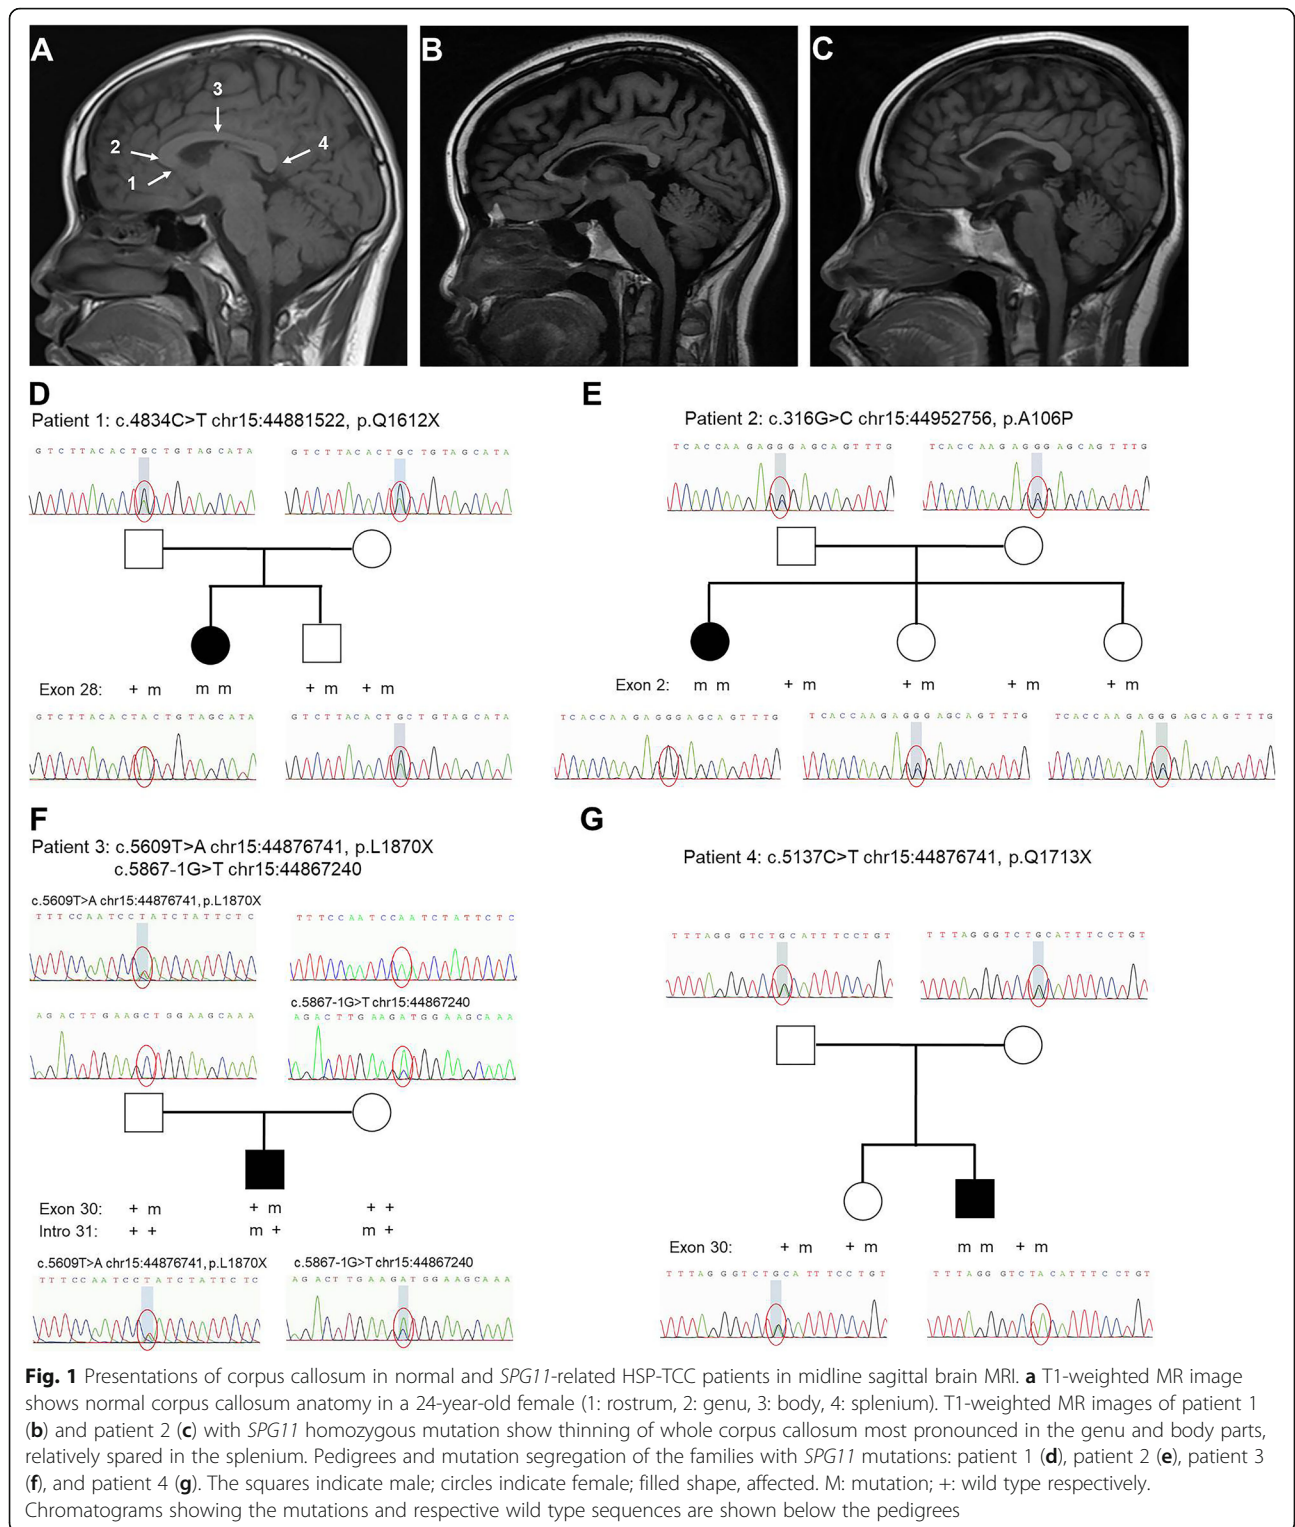 A
B
C
3
2
4
1
D
E
Patient 1: c.4834C>T chr15:44881522, p.Q1612X
Patient 2: c.316G>C chr15:44952756, p.A106P
G T C T T A C A C T G C T G T A G C A T A
G T C T T A C A C T G C T G T A G C A T A
T C A C C A A G A G G G A G C A G T T T G
T C A C C A A G A G G G A G C A G T T T G
Exon 28: + m m m + m + m
Exon 2: m m + m + m + m + m
G T C T T A C A C T A C T G T A G C A T A
G T C T T A C A C T G C T G T A G C A T A
T C A C C A A G A G G G A G C A G T T T G
T C A C C A A G A G G G A G C A G T T T G
T C A C C A A G A G G G A G C A G T T T G
F
G
Patient 3: c.5609T>A chr15:44876741, p.L1870X
c.5867-1G>T chr15:44867240
Patient 4: c.5137C>T chr15:44876741, p.Q1713X
c.5609T>A chr15:44876741, p.L1870X
T T T C C A A T C C T A T C T A T T C T C
T T T C C A A T C C A A T C T A T T C T C
T T T A G G G T C T G C A T T T C C T G T
T T T A G G G T C T G C A T T T C C T G T
c.5867-1G>T chr15:44867240
A G A C T T G A A G C T G G A A G C A A A
A G A C T T G A A G A T G G A A G C A A A
Exon 30: + m + m + +
Intro 31: + + m + m +
Exon 30: + m + m m m + m
c.5609T>A chr15:44876741, p.L1870X
c.5867-1G>T chr15:44867240
T T T C C A A T C C T A T C T A T T C T C
A G A C T T G A A G A T G G A A G C A A A
T T T A G G G T C T G C A T T T C C T G T
T T T A G G G T C T A C A T T T C C T G T
Fig. 1 Presentations of corpus callosum in normal and SPG11-related HSP-TCC patients in midline sagittal brain MRI. a T1-weighted MR image
shows normal corpus callosum anatomy in a 24-year-old female (1: rostrum, 2: genu, 3: body, 4: splenium). T1-weighted MR images of patient 1
(b) and patient 2 (c) with SPG11 homozygous mutation show thinning of whole corpus callosum most pronounced in the genu and body parts,
relatively spared in the splenium. Pedigrees and mutation segregation of the families with SPG11 mutations: patient 1 (d), patient 2 (e), patient 3
(f), and patient 4 (g). The squares indicate male; circles indicate female; filled shape, affected. M: mutation; +: wild type respectively.
Chromatograms showing the mutations and respective wild type sequences are shown below the pedigrees